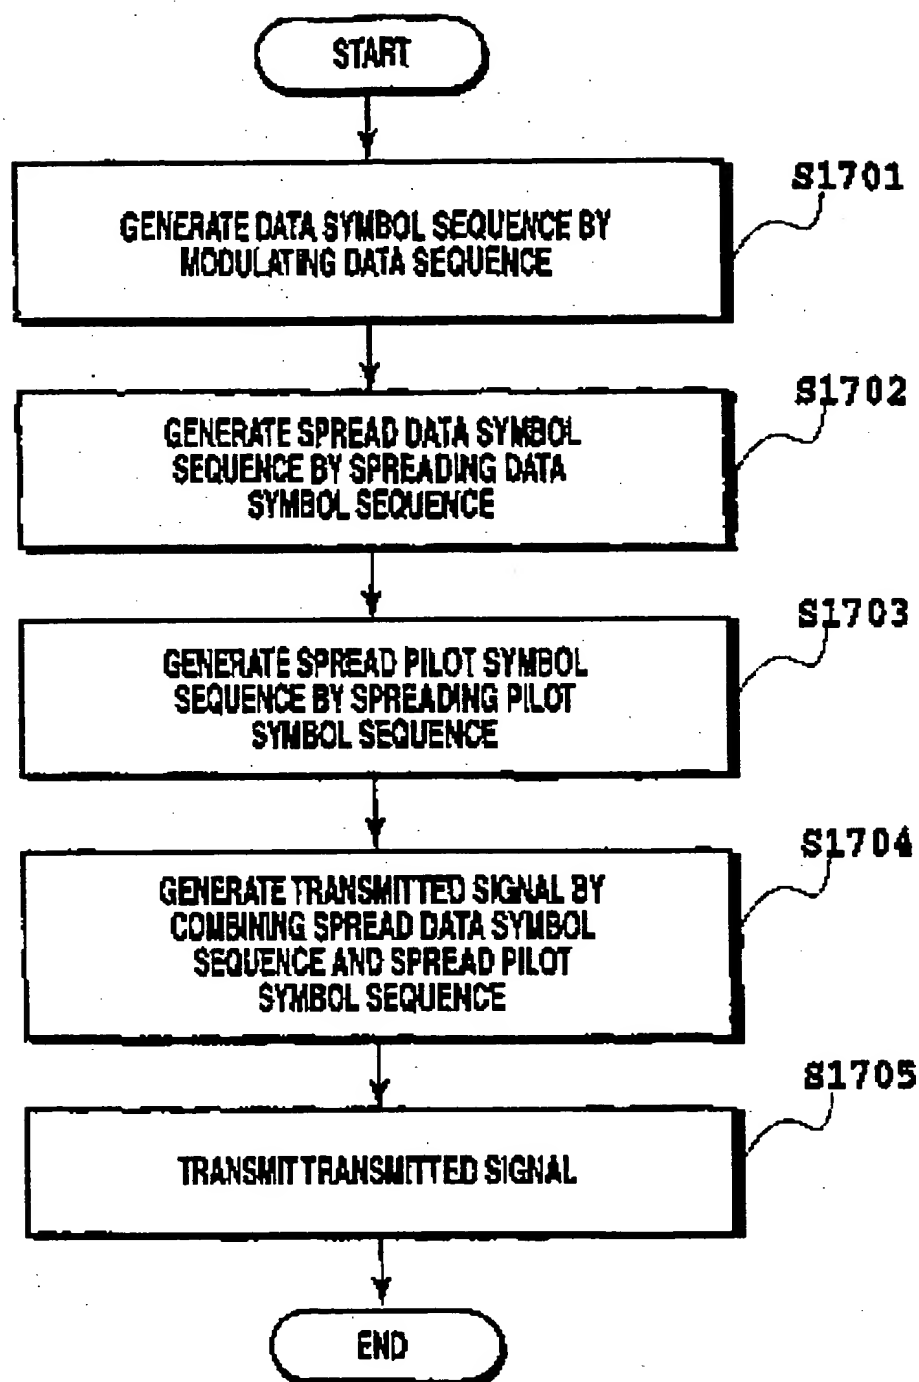 START
S1701
GENERATE DATA SYMBOL SEQUENCE BY
MODULATING DATA SEQUENCE
S1702
GENERATE SPREAD DATA SYMBOL
SEQUENCE BY SPREADING DATA
SYMBOL SEQUENCE
S1703
GENERATE SPREAD PILOT SYMBOL
SEQUENCE BY SPREADING PILOT
SYMBOL SEQUENCE
S1704
GENERATE TRANSMITTED SIGNAL BY
COMBINING SPREAD DATA SYMBOL
SEQUENCE AND SPREAD PILOT
SYMBOL SEQUENCE
S1705
TRANSMIT TRANSMITTED SIGNAL
END